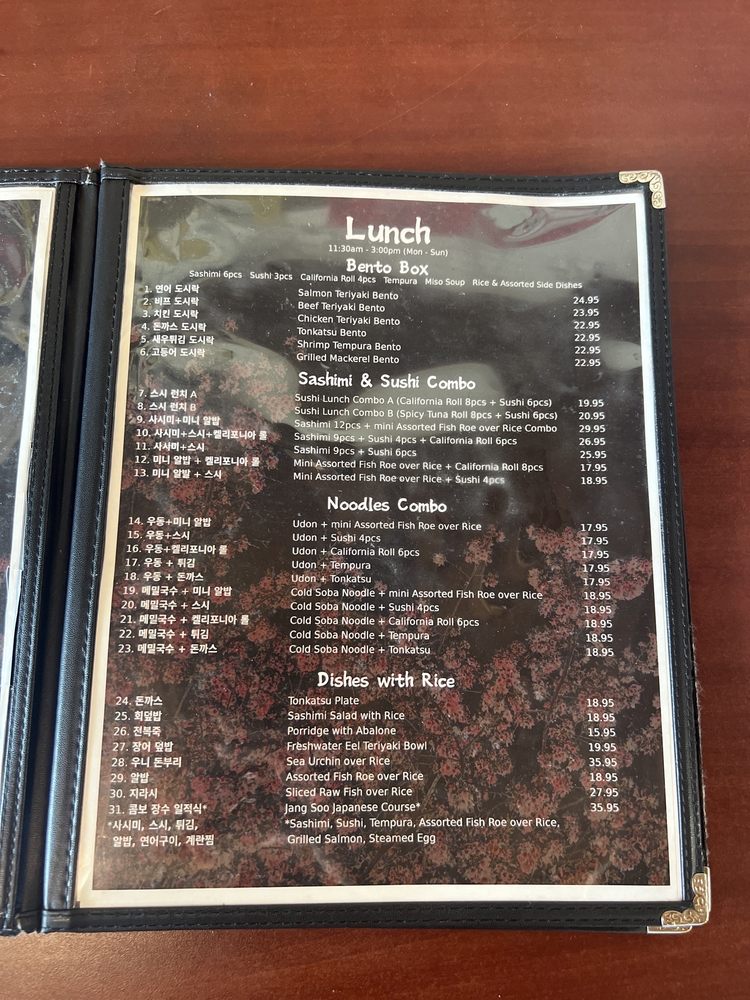 Lunch
11:30am - 3:00pm (Mon - Sun)
Bento Box
Sashimi 6pcs Sushi 3pcs California Roll 4pcs Tempura Miso Soup Rice & Assorted Side Dishes
1. 연어 도시락 Salmon Teriyaki Bento 24.95
2. 비프 도시락 Beef Teriyaki Bento 23.95
3. 치킨 도시락 Chicken Teriyaki Bento 22.95
4. 돈까스 도시락 Tonkatsu Bento 22.95
5. 새우튀김 도시락 Shrimp Tempura Bento 22.95
6. 고등어 도시락 Grilled Mackerel Bento 22.95
Sashimi & Sushi Combo
7. 스시 런치 A Sushi Lunch Combo A (California Roll 8pcs + Sushi 6pcs) 19.95
8. 스시 런치 B Sushi Lunch Combo B (Spicy Tuna Roll 8pcs + Sushi 6pcs) 20.95
9. 사시미+미니 알밥 Sashimi 12pcs + mini Assorted Fish Roe over Rice Combo 29.95
10. 사시미+스시+캘리포니아 롤 Sashimi 9pcs + Sushi 4pcs + California Roll 6pcs 26.95
11. 사시미+스시 Sashimi 9pcs + Sushi 6pcs 25.95
12. 미니 알밥 + 캘리포니아 롤 Mini Assorted Fish Roe over Rice + California Roll 8pcs 17.95
13. 미니 알밥 + 스시 Mini Assorted Fish Roe over Rice + Sushi 4pcs 18.95
Noodles Combo
14. 우동+미니 알밥 Udon + mini Assorted Fish Roe over Rice 17.95
15. 우동+스시 Udon + Sushi 4pcs 17.95
16. 우동+캘리포니아 롤 Udon + California Roll 6pcs 17.95
17. 우동 + 튀김 Udon + Tempura 17.95
18. 우동 + 돈까스 Udon + Tonkatsu 17.95
19. 메밀국수 + 미니 알밥 Cold Soba Noodle + mini Assorted Fish Roe over Rice 18.95
20. 메밀국수 + 스시 Cold Soba Noodle + Sushi 4pcs 18.95
21. 메밀국수 + 캘리포니아 롤 Cold Soba Noodle + California Roll 6pcs 18.95
22. 메밀국수 + 튀김 Cold Soba Noodle + Tempura 18.95
23. 메밀국수 + 돈까스 Cold Soba Noodle + Tonkatsu 18.95
Dishes with Rice
24. 돈까스 Tonkatsu Plate 18.95
25. 회덮밥 Sashimi Salad with Rice 18.95
26. 전복죽 Porridge with Abalone 15.95
27. 장어 덮밥 Freshwater Eel Teriyaki Bowl 19.95
28. 우니 돈부리 Sea Urchin over Rice 35.95
29. 알밥 Assorted Fish Roe over Rice 18.95
30. 지라시 Sliced Raw Fish over Rice 27.95
31. 콤보 장수 일적식* Jang Soo Japanese Course* 35.95
*사시미, 스시, 튀김, *Sashimi, Sushi, Tempura, Assorted Fish Roe over Rice,
알밥, 연어구이, 계란찜 Grilled Salmon, Steamed Egg